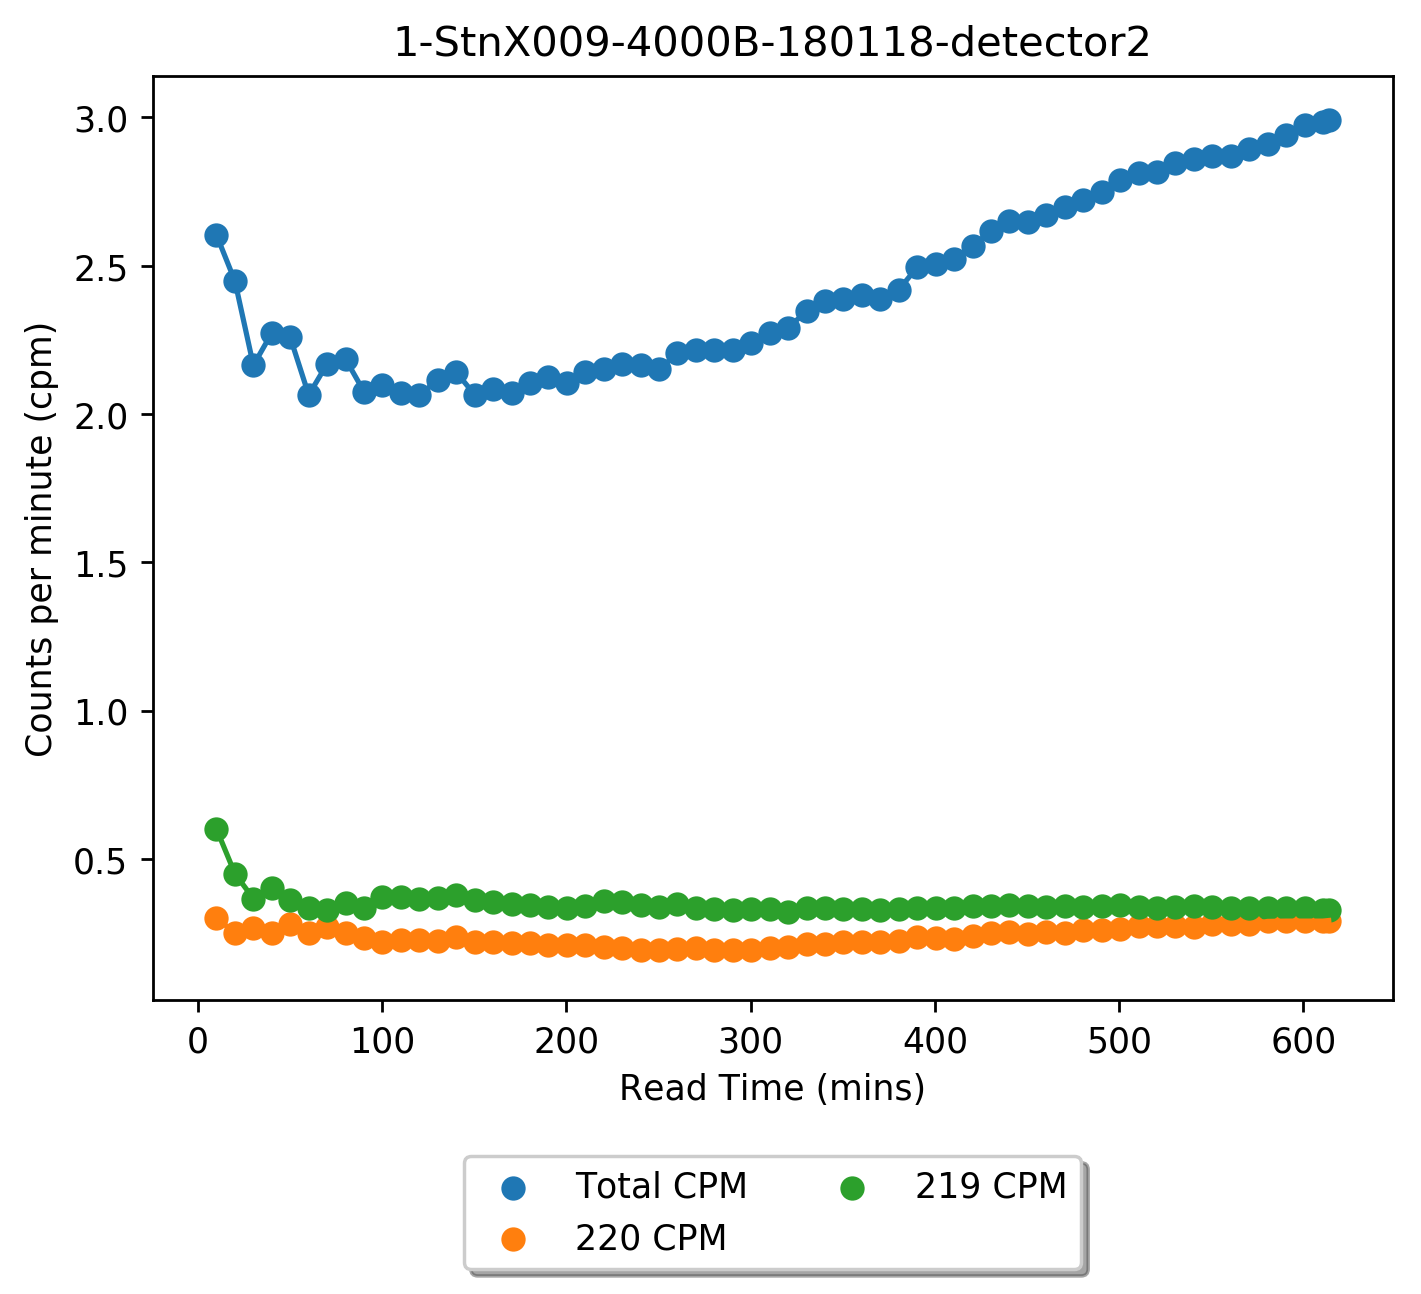 1-StnX009-4000B-180118-detector2
3.0
2.5
2.0
1.5
1.0
0.5
Counts per minute (cpm)
0 100 200 300 400 500 600
Read Time (mins)
Total CPM 219 CPM
220 CPM